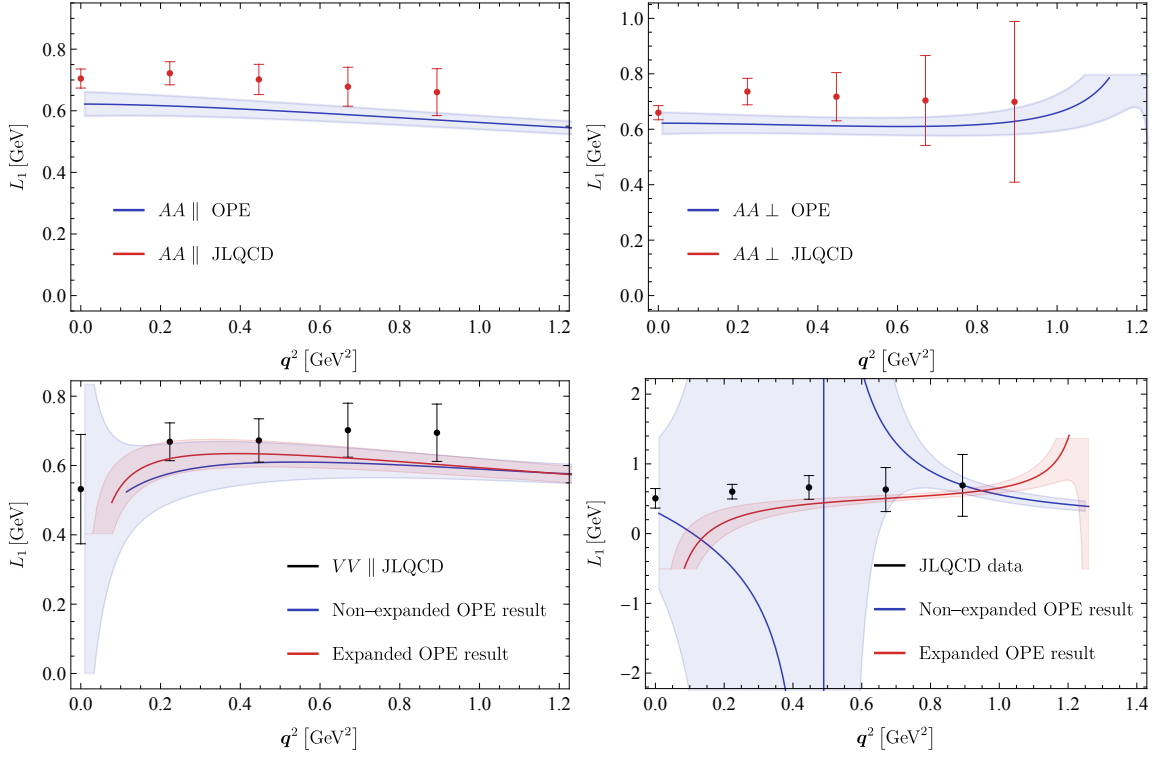 0.8
0.6
0.4
0.2
0.0
L₁ [GeV]
AA ∥ OPE
AA ∥ JLQCD
0.0 0.2 0.4 0.6 0.8 1.0 1.2
q² [GeV²]
1.0
0.8
0.6
0.4
0.2
0.0
L₁ [GeV]
AA ⊥ OPE
AA ⊥ JLQCD
0.0 0.2 0.4 0.6 0.8 1.0 1.2
q² [GeV²]
0.8
0.6
0.4
0.2
0.0
L₁ [GeV]
VV ∥ JLQCD
Non–expanded OPE result
Expanded OPE result
0.0 0.2 0.4 0.6 0.8 1.0 1.2
q² [GeV²]
2
1
0
−1
−2
L₁ [GeV]
JLQCD data
Non–expanded OPE result
Expanded OPE result
0.0 0.2 0.4 0.6 0.8 1.0 1.2 1.4
q² [GeV²]